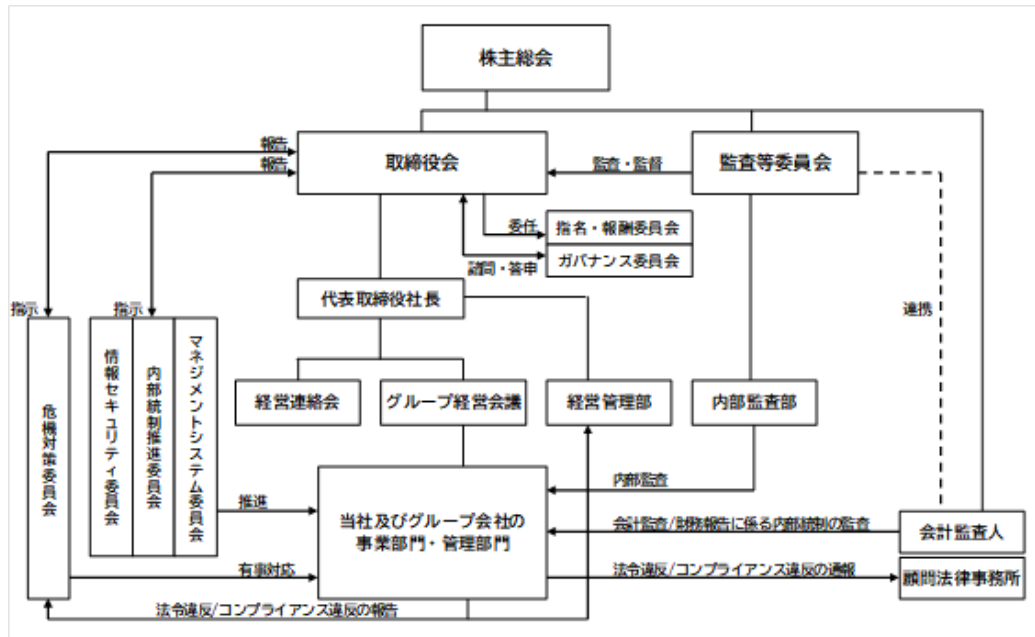 株主総会
報告
報告
取締役会
監査・監督
監査等委員会
委任
指名・報酬委員会
諮問・答申
ガバナンス委員会
代表取締役社長
指示
指示
連携
危機対策委員会
情報セキュリティ委員会
内部統制推進委員会
マネジメントシステム委員会
経営連絡会
グループ経営会議
経営管理部
内部監査部
内部監査
推進
当社及びグループ会社の
事業部門・管理部門
会計監査/財務報告に係る内部統制の監査
会計監査人
有事対応
法令違反/コンプライアンス違反の通報
顧問法律事務所
法令違反/コンプライアンス違反の報告